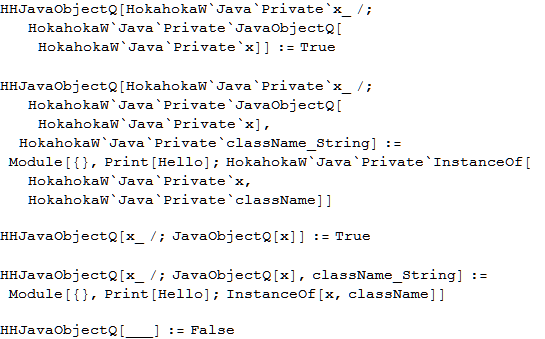 HHJavaObjectQ[HokahokaW`Java`Private`x_ /;
HokahokaW`Java`Private`JavaObjectQ[
HokahokaW`Java`Private`x]] := True
HHJavaObjectQ[HokahokaW`Java`Private`x_ /;
HokahokaW`Java`Private`JavaObjectQ[
HokahokaW`Java`Private`x],
HokahokaW`Java`Private`className_String] :=
Module[{}, Print[Hello]; HokahokaW`Java`Private`InstanceOf[
HokahokaW`Java`Private`x,
HokahokaW`Java`Private`className]]
HHJavaObjectQ[x_ /; JavaObjectQ[x]] := True
HHJavaObjectQ[x_ /; JavaObjectQ[x], className_String] :=
Module[{}, Print[Hello]; InstanceOf[x, className]]
HHJavaObjectQ[___] := False